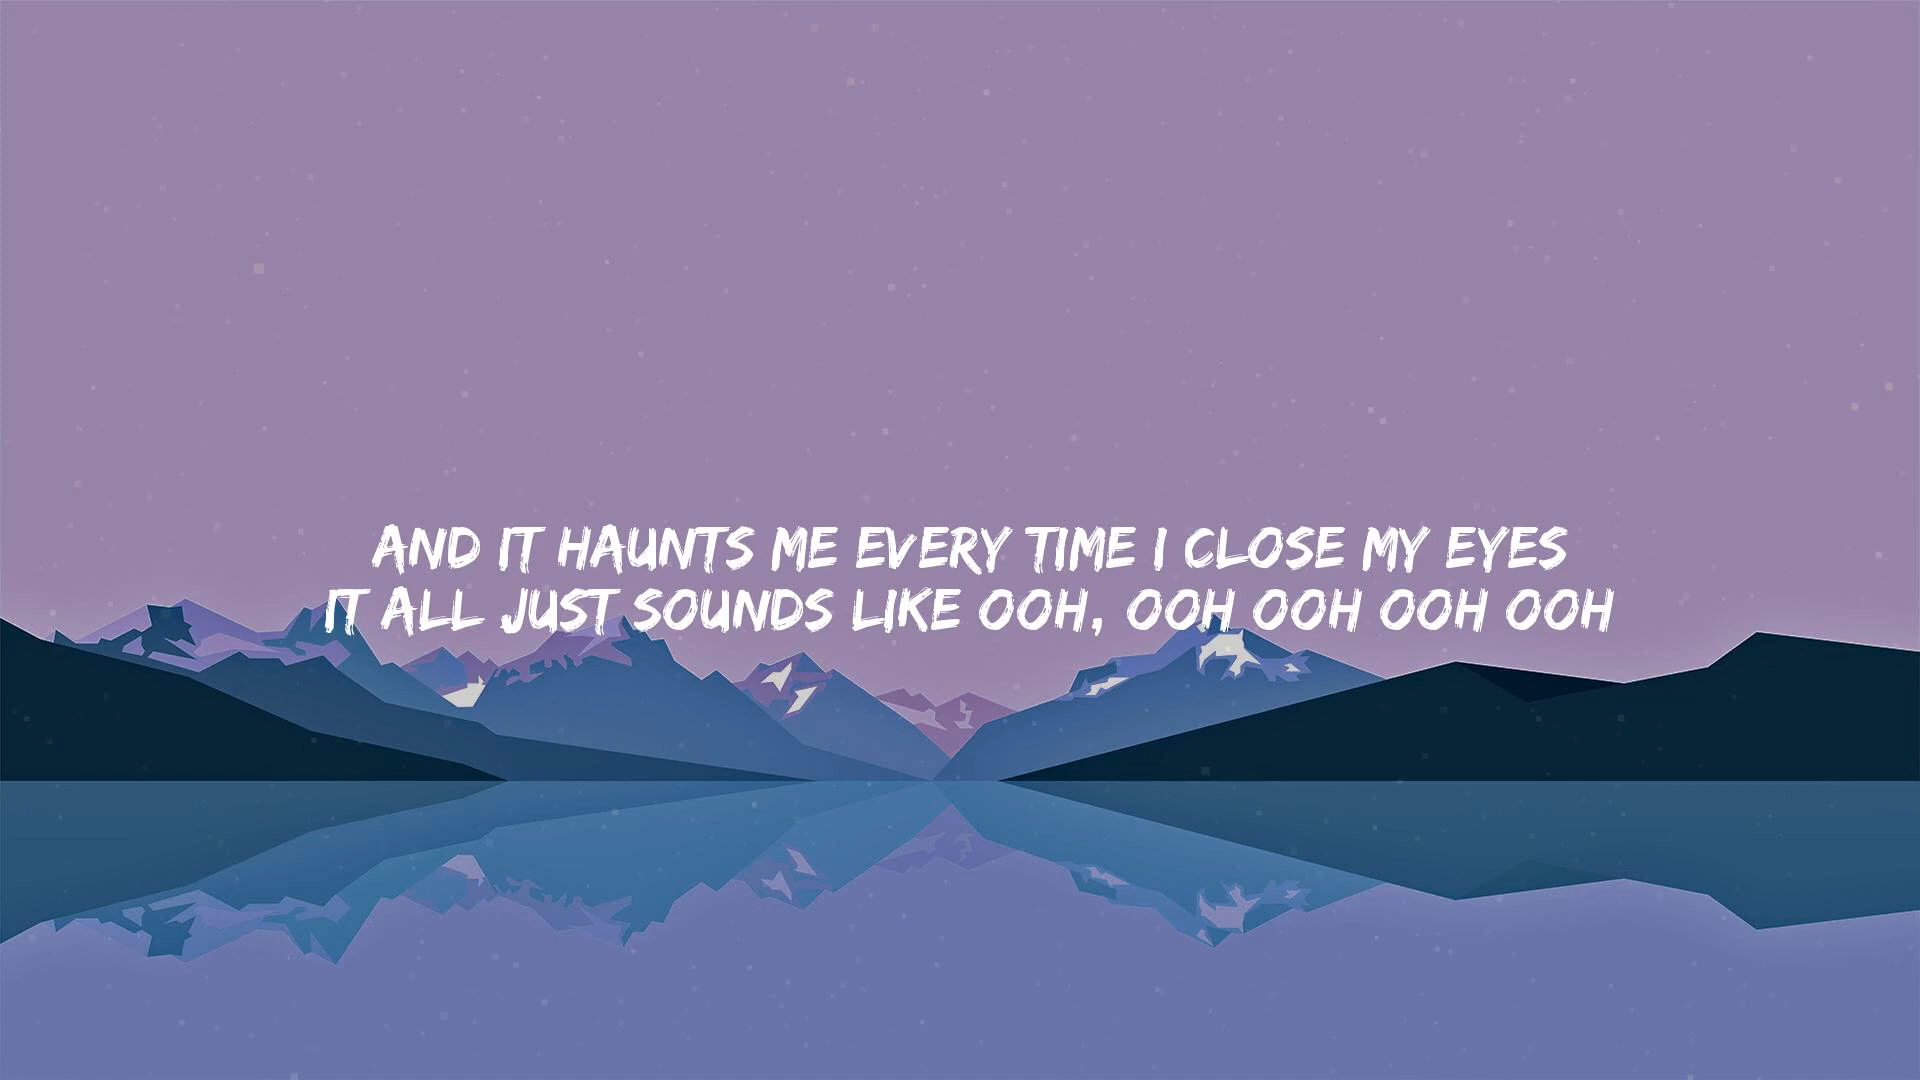 AND IT HAUNTS ME EVERY TIME I CLOSE MY EYES
IT ALL JUST SOUNDS LIKE OOH, OOH OOH OOH OOH